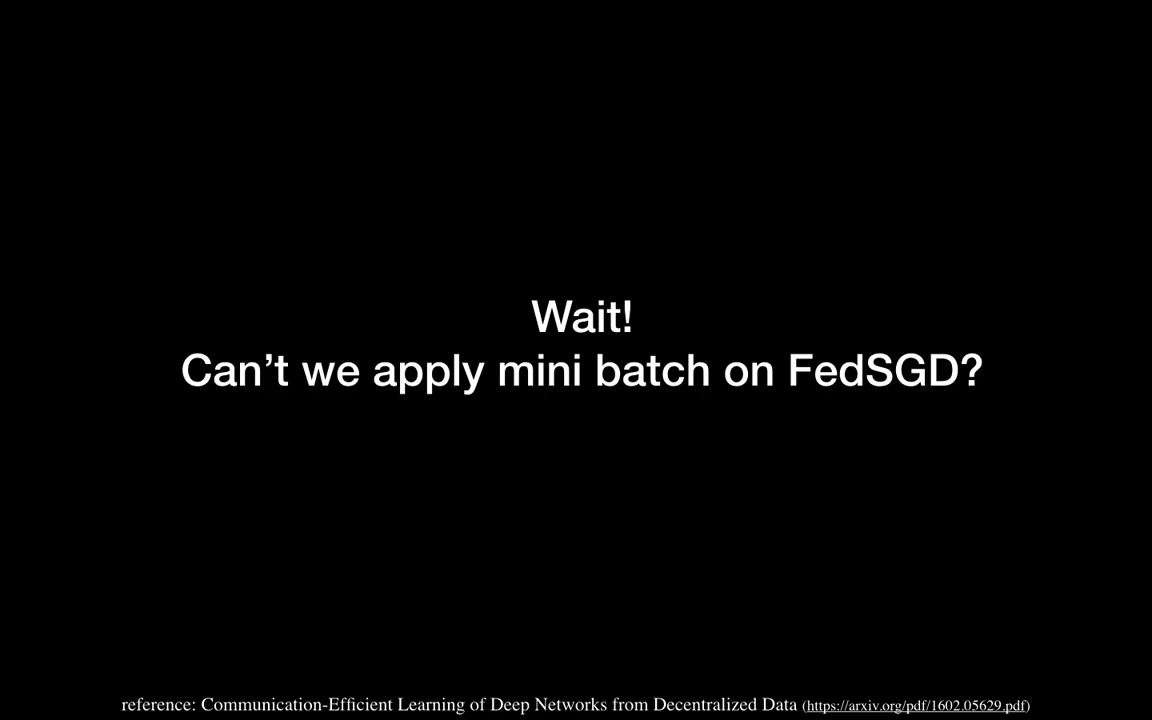 Wait!
Can’t we apply mini batch on FedSGD?
reference: Communication-Efficient Learning of Deep Networks from Decentralized Data (https://arxiv.org/pdf/1602.05629.pdf)